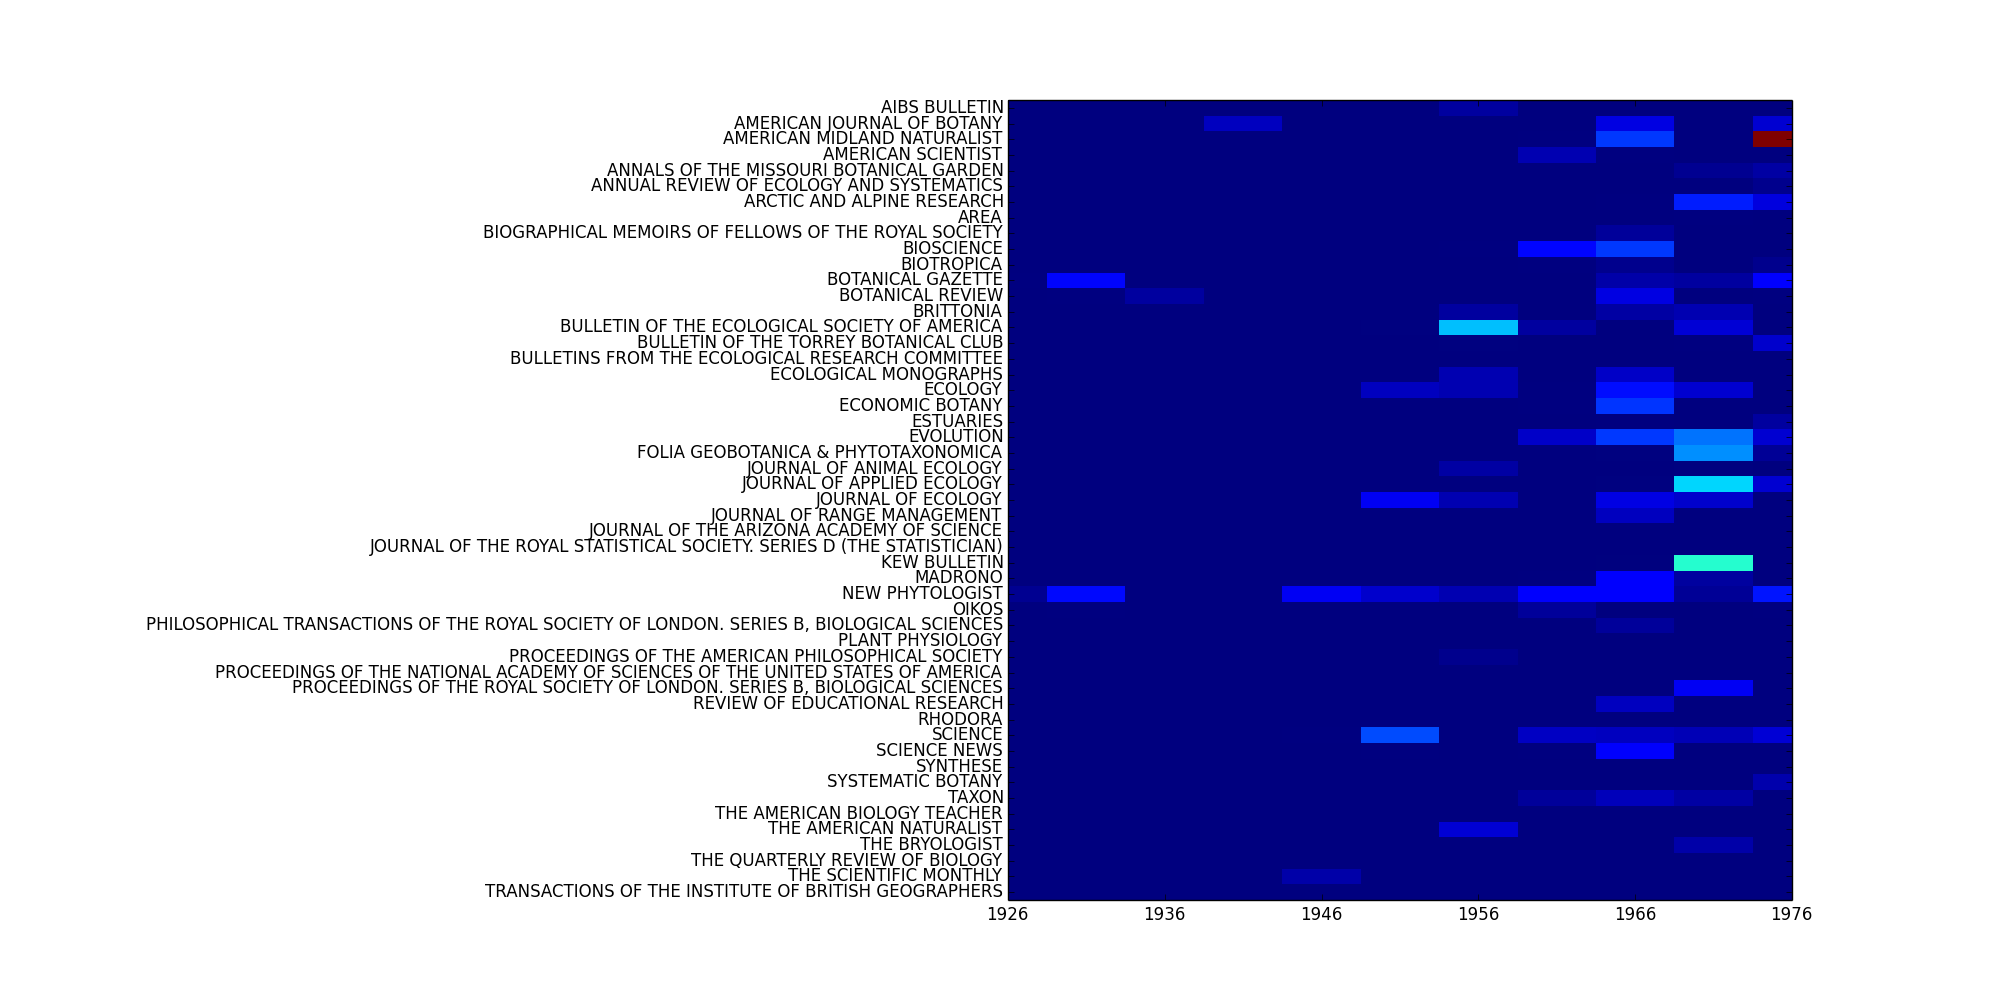 AIBS BULLETIN
AMERICAN JOURNAL OF BOTANY
AMERICAN MIDLAND NATURALIST
AMERICAN SCIENTIST
ANNALS OF THE MISSOURI BOTANICAL GARDEN
ANNUAL REVIEW OF ECOLOGY AND SYSTEMATICS
ARCTIC AND ALPINE RESEARCH
AREA
BIOGRAPHICAL MEMOIRS OF FELLOWS OF THE ROYAL SOCIETY
BIOSCIENCE
BIOTROPICA
BOTANICAL GAZETTE
BOTANICAL REVIEW
BRITTONIA
BULLETIN OF THE ECOLOGICAL SOCIETY OF AMERICA
BULLETIN OF THE TORREY BOTANICAL CLUB
BULLETINS FROM THE ECOLOGICAL RESEARCH COMMITTEE
ECOLOGICAL MONOGRAPHS
ECOLOGY
ECONOMIC BOTANY
ESTUARIES
EVOLUTION
FOLIA GEOBOTANICA & PHYTOTAXONOMICA
JOURNAL OF ANIMAL ECOLOGY
JOURNAL OF APPLIED ECOLOGY
JOURNAL OF ECOLOGY
JOURNAL OF RANGE MANAGEMENT
JOURNAL OF THE ARIZONA ACADEMY OF SCIENCE
JOURNAL OF THE ROYAL STATISTICAL SOCIETY. SERIES D (THE STATISTICIAN)
KEW BULLETIN
MADRONO
NEW PHYTOLOGIST
OIKOS
PHILOSOPHICAL TRANSACTIONS OF THE ROYAL SOCIETY OF LONDON. SERIES B, BIOLOGICAL SCIENCES
PLANT PHYSIOLOGY
PROCEEDINGS OF THE AMERICAN PHILOSOPHICAL SOCIETY
PROCEEDINGS OF THE NATIONAL ACADEMY OF SCIENCES OF THE UNITED STATES OF AMERICA
PROCEEDINGS OF THE ROYAL SOCIETY OF LONDON. SERIES B, BIOLOGICAL SCIENCES
REVIEW OF EDUCATIONAL RESEARCH
RHODORA
SCIENCE
SCIENCE NEWS
SYNTHESE
SYSTEMATIC BOTANY
TAXON
THE AMERICAN BIOLOGY TEACHER
THE AMERICAN NATURALIST
THE BRYOLOGIST
THE QUARTERLY REVIEW OF BIOLOGY
THE SCIENTIFIC MONTHLY
TRANSACTIONS OF THE INSTITUTE OF BRITISH GEOGRAPHERS
1926 1936 1946 1956 1966 1976